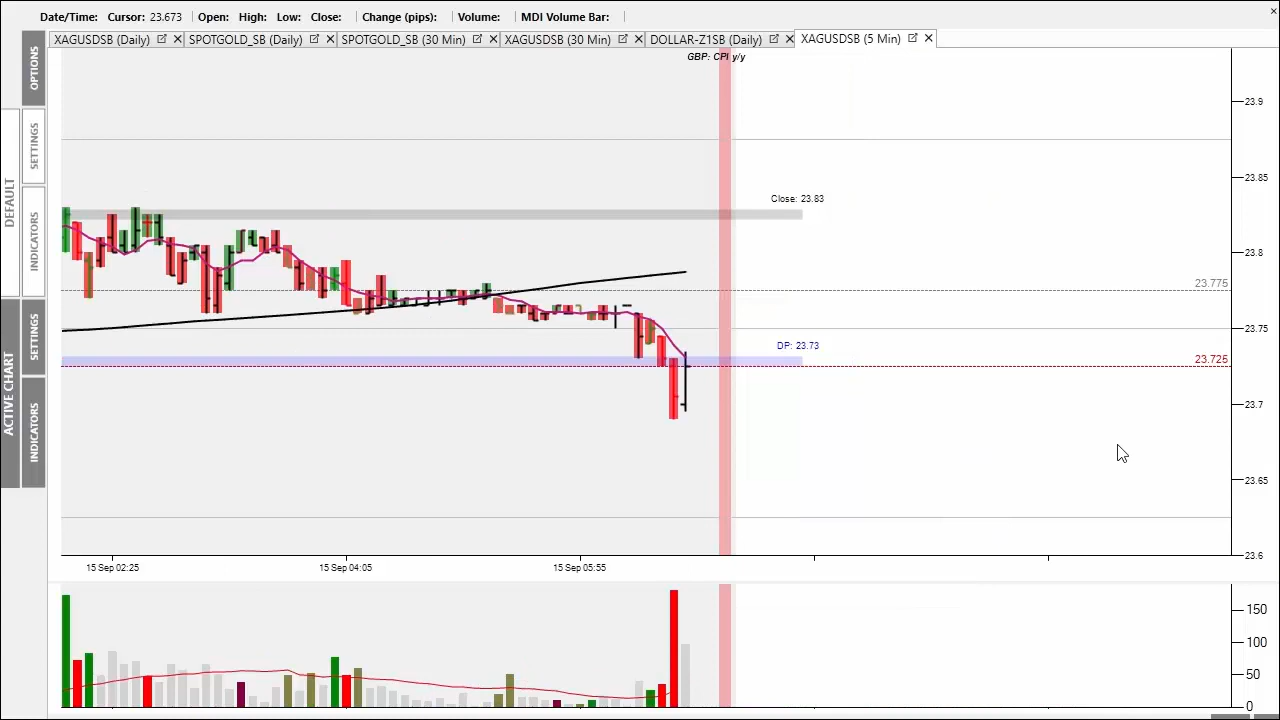 Date/Time: Cursor: 23.673 Open: High: Low: Close: Change (pips): Volume: MDI Volume Bar:
XAGUSDSB (Daily) SPOTGOLD_SB (Daily) SPOTGOLD_SB (30 Min) XAGUSDSB (30 Min) DOLLAR-Z1SB (Daily) XAGUSDSB (5 Min)
OPTIONS
SETTINGS
DEFAULT
INDICATORS
SETTINGS
ACTIVE CHART
INDICATORS
GBP: CPI y/y
23.9
23.85
Close: 23.83
23.8
23.775
23.75
DP: 23.73
23.725
23.7
23.65
23.6
15 Sep 02:25 15 Sep 04:05 15 Sep 05:55
150
100
50
0